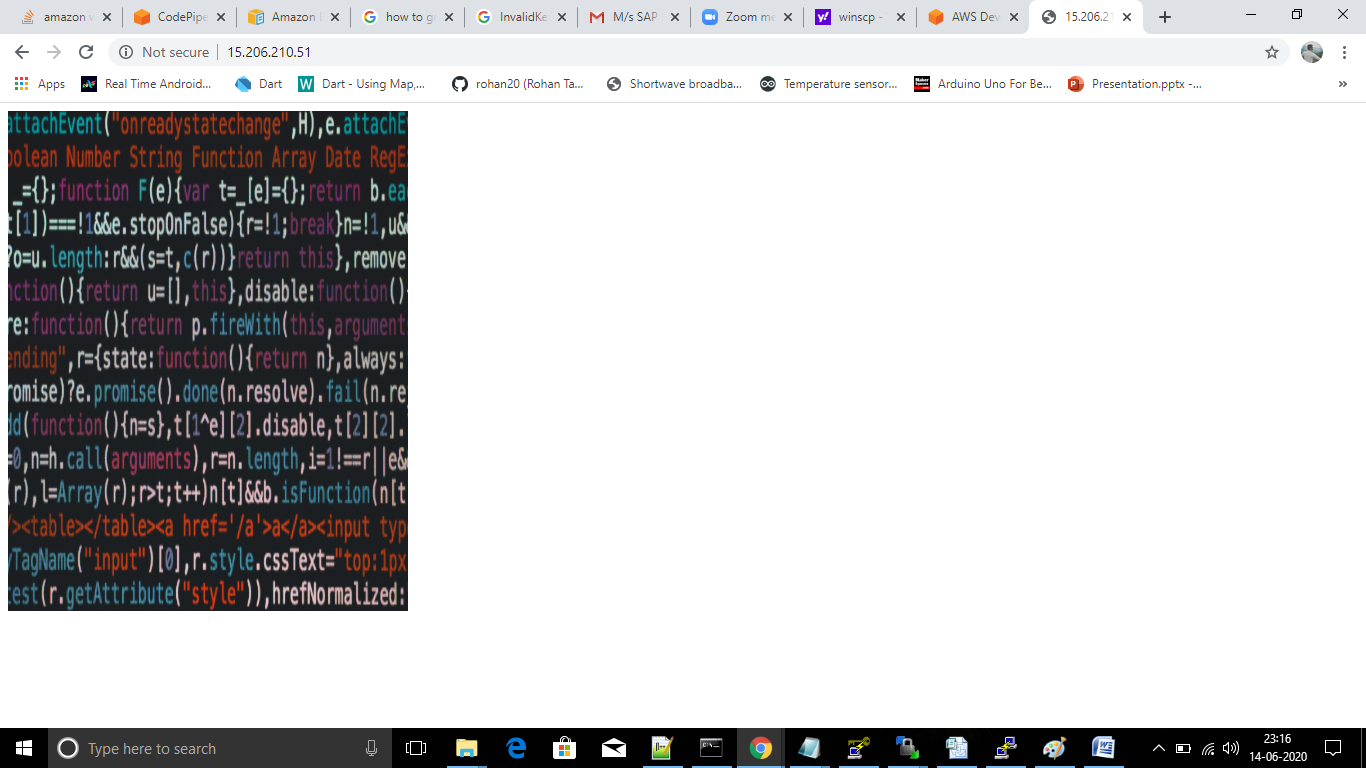 amazon w
CodePipe
Amazon
how to g
InvalidKe
M/s SAP
Zoom me
winscp -
AWS Dev
15.206.21
Not secure
15.206.210.51
Apps
Real Time Android...
Dart
Dart - Using Map,...
rohan20 (Rohan Ta...
Shortwave broadba...
Temperature sensor...
Arduino Uno For Be...
Presentation.pptx -...
attachEvent("onreadystatechange",H),e.attachE
oolean Number String Function Array Date RegE
_={};function F(e){var t=_[e]={};return b.ea
t[1])===!1&&e.stopOnFalse){r=!1;break}n=!1,u&
?o=u.length:r&&(s=t,c(r))}return this},remove
nction(){return u=[],this},disable:function()
re:function(){return p.fireWith(this,argument
ending",r={state:function(){return n},always:
romise)?e.promise().done(n.resolve).fail(n.re
dd(function(){n=s},t[1^e][2].disable,t[2][2].
=0,n=h.call(arguments),r=n.length,i=1!==r||e&
(r),l=Array(r);r>t;t++)n[t]&&b.isFunction(n[t
/><table></table><a href='/a'>a</a><input typ
yTagName("input")[0],r.style.cssText="top:1px
test(r.getAttribute("style")),hrefNormalized:
Type here to search
23:16
14-06-2020